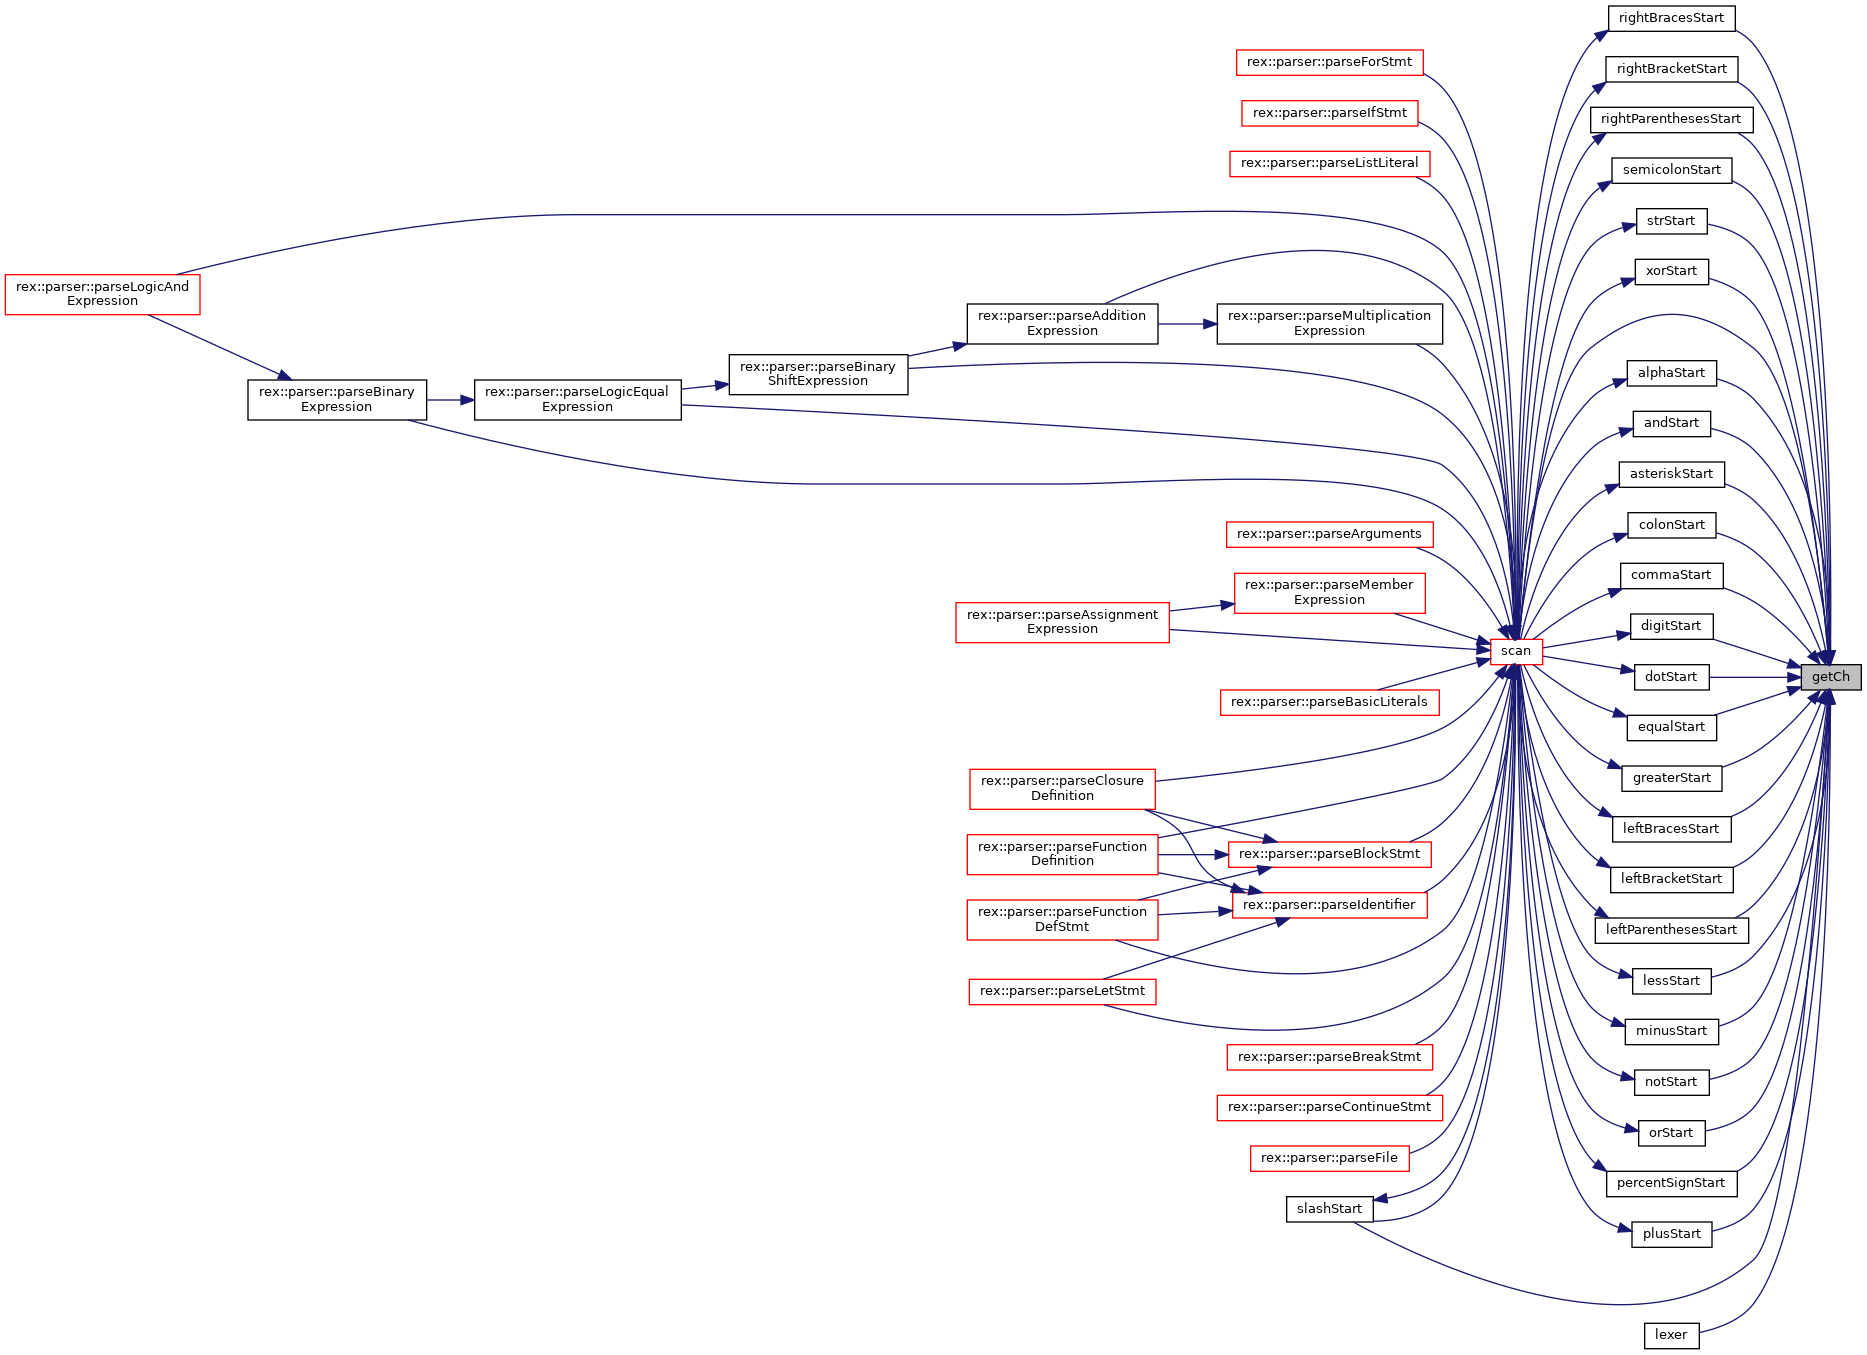 rightBracesStart
rex::parser::parseForStmt
rightBracketStart
rex::parser::parseIfStmt
rightParenthesesStart
rex::parser::parseListLiteral
semicolonStart
strStart
xorStart
rex::parser::parseLogicAnd
Expression
rex::parser::parseAddition
Expression
rex::parser::parseMultiplication
Expression
rex::parser::parseBinary
ShiftExpression
alphaStart
rex::parser::parseBinary
Expression
rex::parser::parseLogicEqual
Expression
andStart
asteriskStart
colonStart
rex::parser::parseArguments
commaStart
rex::parser::parseMember
Expression
rex::parser::parseAssignment
Expression
digitStart
scan
dotStart
getCh
rex::parser::parseBasicLiterals
equalStart
greaterStart
rex::parser::parseClosure
Definition
leftBracesStart
rex::parser::parseFunction
Definition
rex::parser::parseBlockStmt
leftBracketStart
rex::parser::parseIdentifier
rex::parser::parseFunction
DefStmt
leftParenthesesStart
lessStart
rex::parser::parseLetStmt
minusStart
rex::parser::parseBreakStmt
notStart
rex::parser::parseContinueStmt
orStart
rex::parser::parseFile
percentSignStart
slashStart
plusStart
lexer